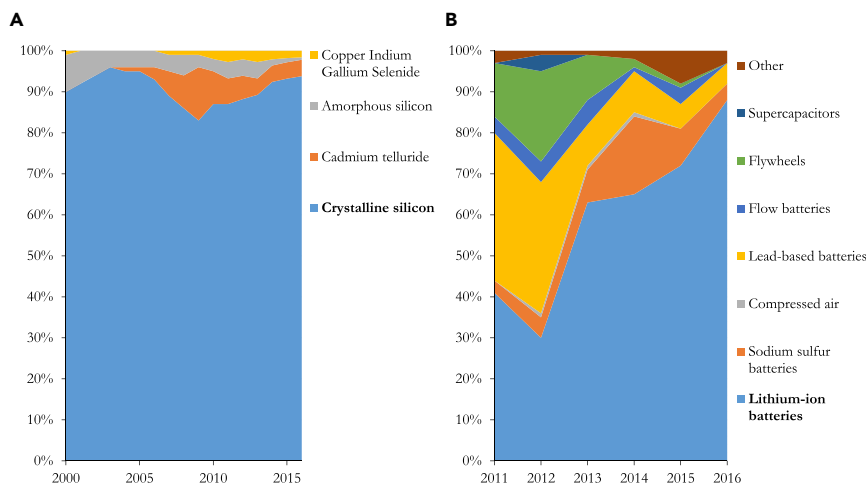 A
100%
90%
80%
70%
60%
50%
40%
30%
20%
10%
0%
2000
2005
2010
2015
Copper Indium
Gallium Selenide
Amorphous silicon
Cadmium telluride
Crystalline silicon
B
100%
90%
80%
70%
60%
50%
40%
30%
20%
10%
0%
2011
2012
2013
2014
2015
2016
Other
Supercapacitors
Flywheels
Flow batteries
Lead-based batteries
Compressed air
Sodium sulfur
batteries
Lithium-ion
batteries